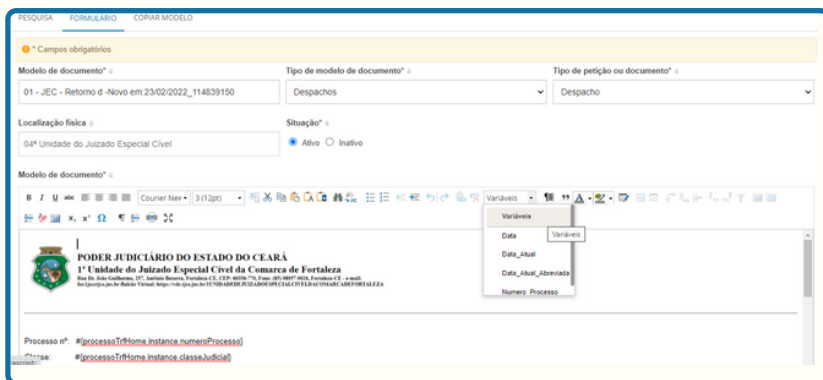 PESQUISA FORMULÁRIO COPIAR MODELO
* Campos obrigatórios
Modelo de documento* Tipo de modelo de documento* Tipo de petição ou documento*
01 - JEC - Retorno d -Novo em:23/02/2022_114839150 Despachos Despacho
Localização física Situação*
04ª Unidade do Juizado Especial Cível Ativo Inativo
Modelo de documento*
B I U abc Courier Nev 3 (12pt) Variáveis
Variáveis
Data Variáveis
Data_Atual
Data_Atual_Abreviada
Numero_Processo
PODER JUDICIÁRIO DO ESTADO DO CEARÁ
1ª Unidade do Juizado Especial Cível da Comarca de Fortaleza
Processo nº: #{processoTrfHome.instance.numeroProcesso}
#{processoTrfHome.instance.classeJudicial}